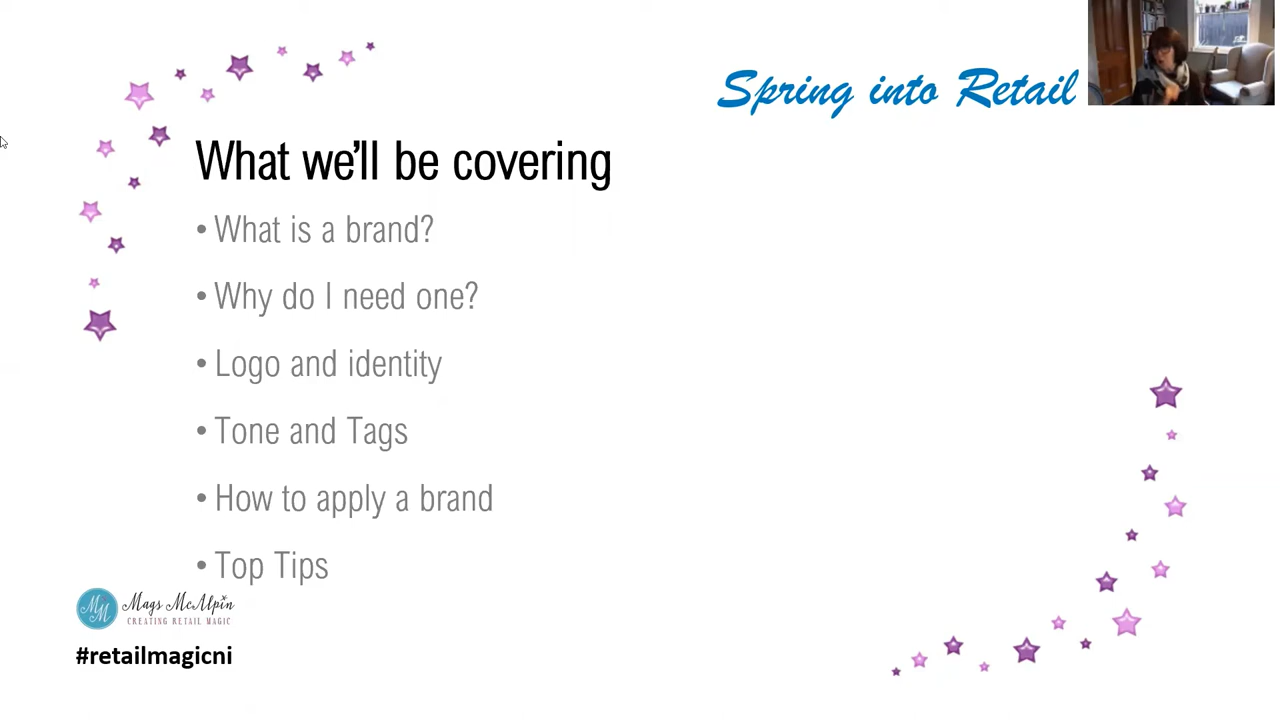 Spring into Retail
What we'll be covering
• What is a brand?
• Why do I need one?
• Logo and identity
• Tone and Tags
• How to apply a brand
• Top Tips
MM
Mags McAlpin
CREATING RETAIL MAGIC
#retailmagicni